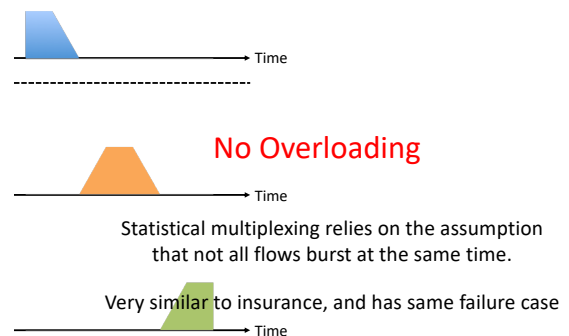 Time
No Overloading
Time
Statistical multiplexing relies on the assumption
that not all flows burst at the same time.
Very similar to insurance, and has same failure case
Time